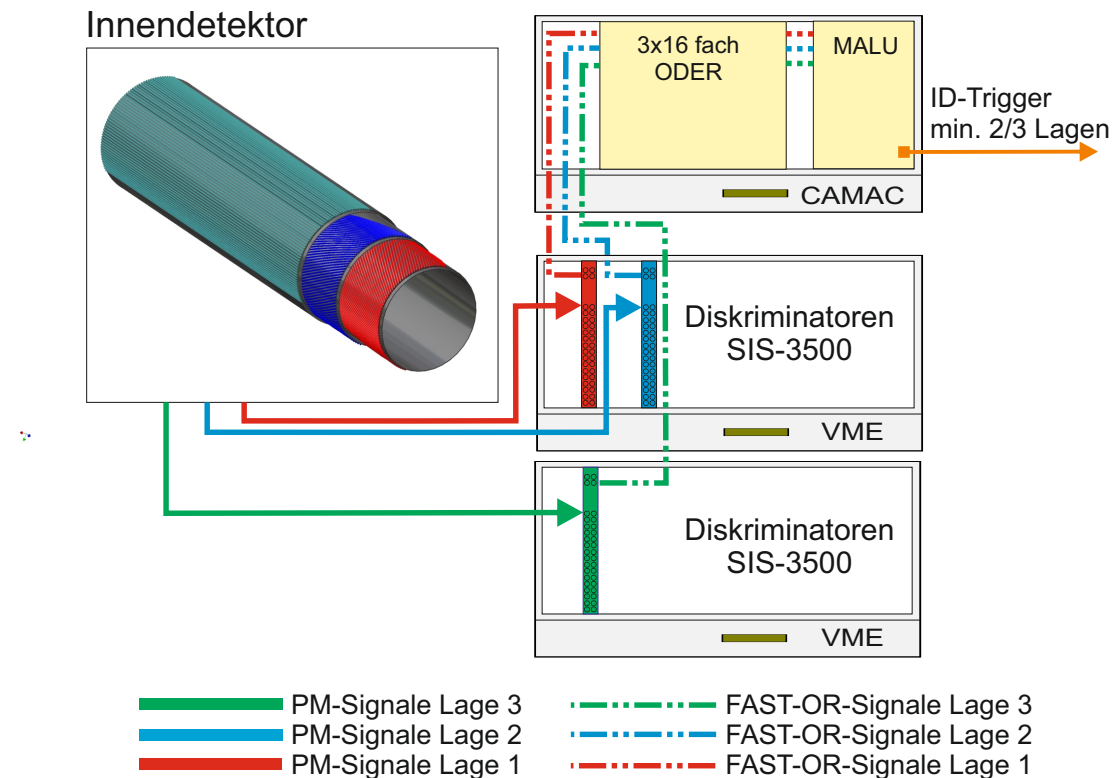 Innendetektor
3x16 fach
ODER
MALU
ID-Trigger
min. 2/3 Lagen
CAMAC
Diskriminatoren
SIS-3500
VME
Diskriminatoren
SIS-3500
VME
PM-Signale Lage 3
PM-Signale Lage 2
PM-Signale Lage 1
FAST-OR-Signale Lage 3
FAST-OR-Signale Lage 2
FAST-OR-Signale Lage 1